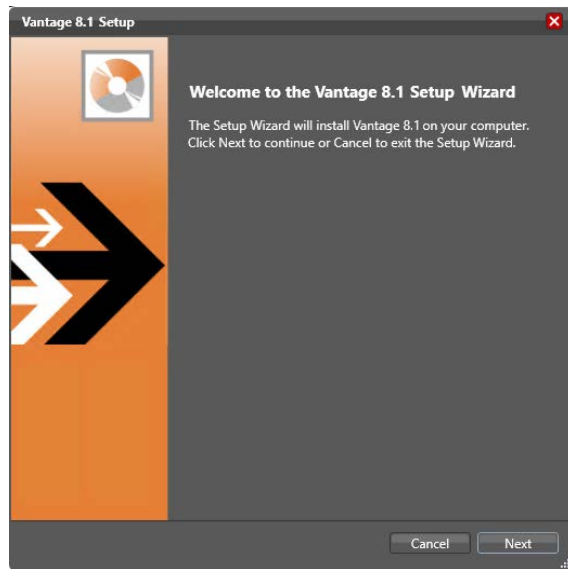 Vantage 8.1 Setup
Welcome to the Vantage 8.1 Setup Wizard
The Setup Wizard will install Vantage 8.1 on your computer.
Click Next to continue or Cancel to exit the Setup Wizard.
Cancel
Next